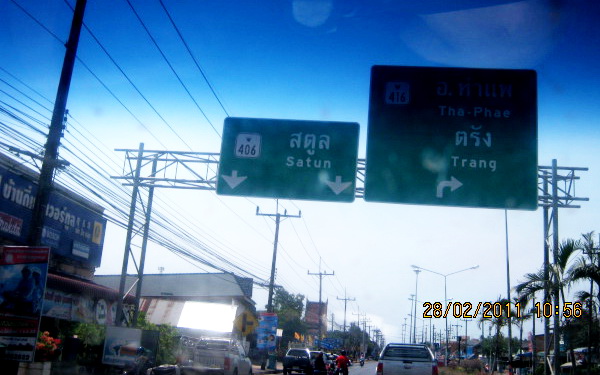 406
สตูล
Satun
416
อ. ท่าแพ
Tha-Phae
ตรัง
Trang
28/02/2011 10:56